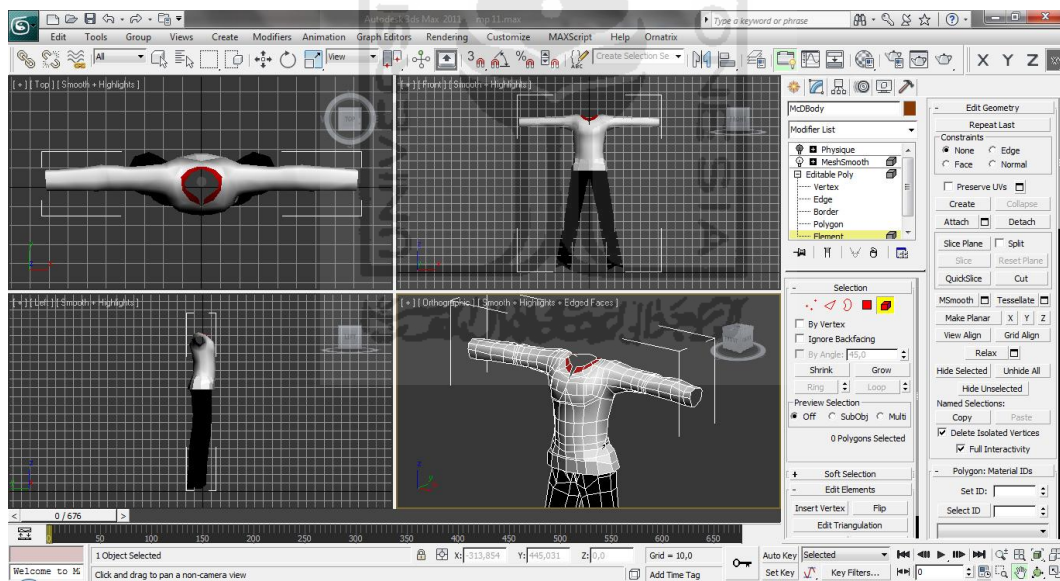 Autodesk 3ds Max 2011 mp 11.max
Type a keyword or phrase
Edit Tools Group Views Create Modifiers Animation Graph Editors Rendering Customize MAXScript Help Ornatrix
All
View
3
Create Selection Se
X Y Z
[ + ] [ Top ] [ Smooth + Highlights ]
TOP
[ + ] [ Front ] [ Smooth + Highlights ]
FRONT
[ + ] [ Left ] [ Smooth + Highlights ]
[ + ] [ Orthographic ] [ Smooth + Highlights + Edged Faces ]
McDBody
Modifier List
Physique
MeshSmooth
Editable Poly
Vertex
Edge
Border
Polygon
Element
Selection
By Vertex
Ignore Backfacing
By Angle: 45,0
Shrink Grow
Ring Loop
Preview Selection
Off SubObj Multi
0 Polygons Selected
+ Soft Selection
- Edit Elements
Insert Vertex Flip
Edit Triangulation
- Edit Geometry
Repeat Last
Constraints
None Edge
Face Normal
Preserve UVs
Create Collapse
Attach Detach
Slice Plane Split
Slice Reset Plane
QuickSlice Cut
MSmooth Tessellate
Make Planar X Y Z
View Align Grid Align
Relax
Hide Selected Unhide All
Hide Unselected
Named Selections:
Copy Paste
Delete Isolated Vertices
Full Interactivity
- Polygon: Material IDs
Set ID:
Select ID
< 0 / 676 >
0 50 100 150 200 250 300 350 400 450 500 550 600 650
1 Object Selected X: -313,854 Y: 445,031 Z: 0,0 Grid = 10,0 Auto Key Selected
Welcome to M
Click and drag to pan a non-camera view Add Time Tag Set Key Key Filters... 0